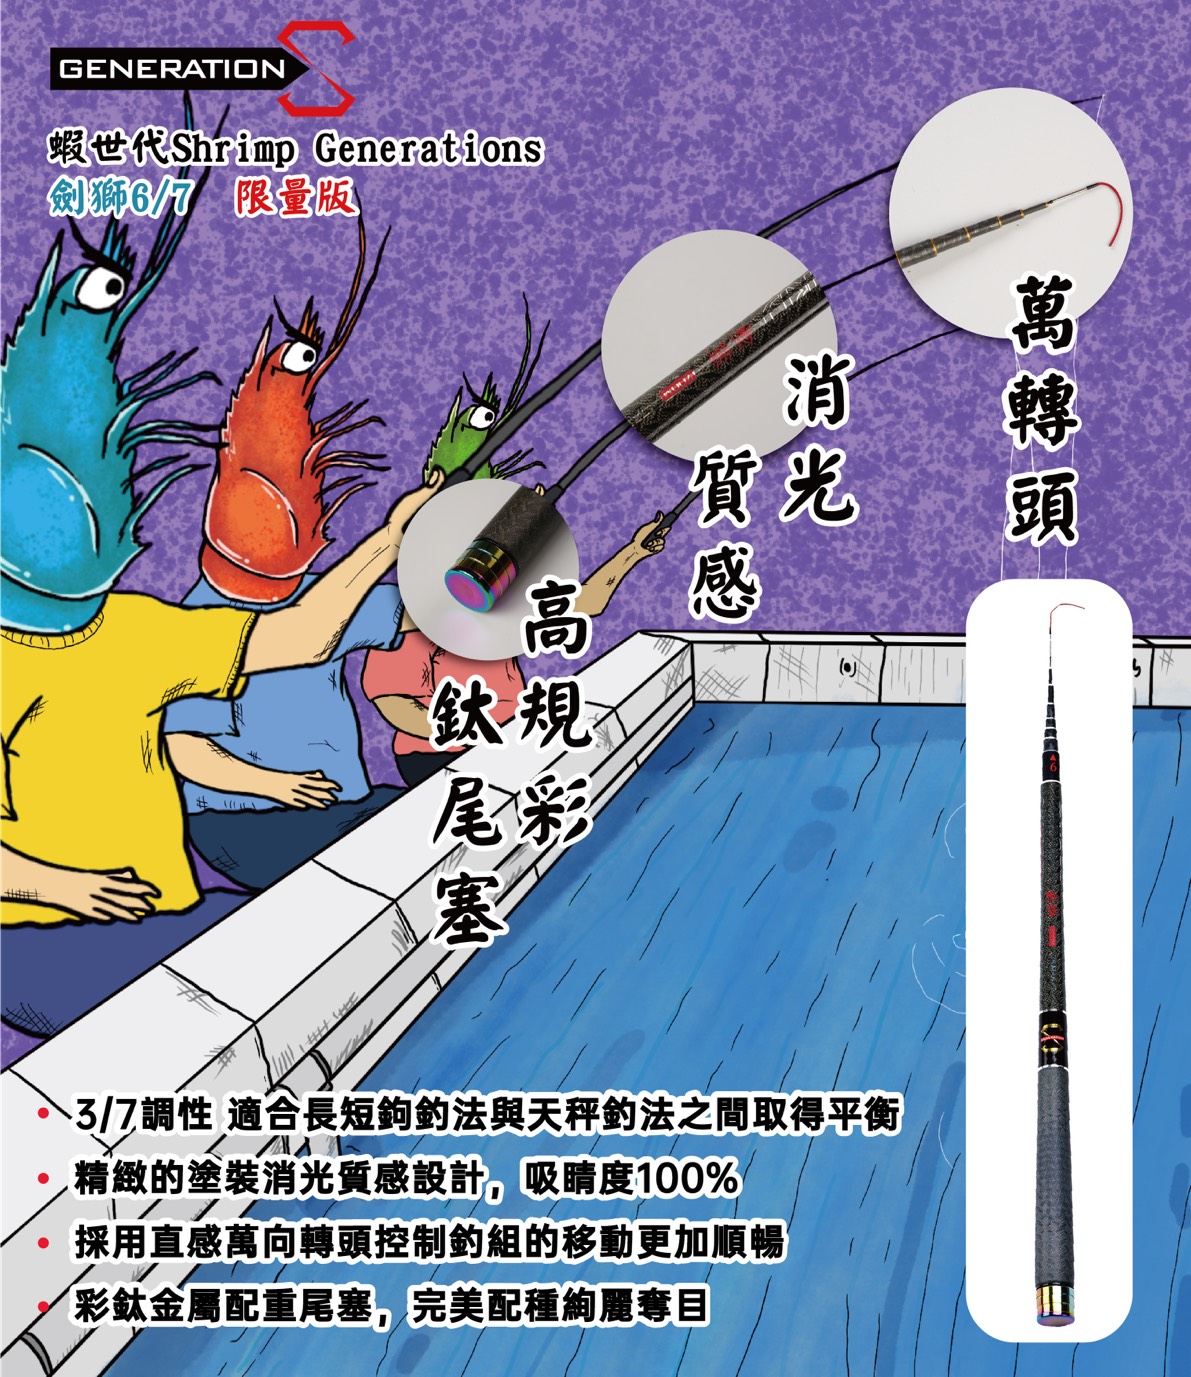 GENERATION S
蝦世代Shrimp Generations
劍獅6/7 限量版
萬轉頭
消光
質感
高規彩
鈦尾塞
6
• 3/7調性 適合長短鉤釣法與天秤釣法之間取得平衡
• 精緻的塗裝消光質感設計，吸睛度100%
• 採用直感萬向轉頭控制釣組的移動更加順暢
• 彩鈦金屬配重尾塞，完美配種絢麗奪目